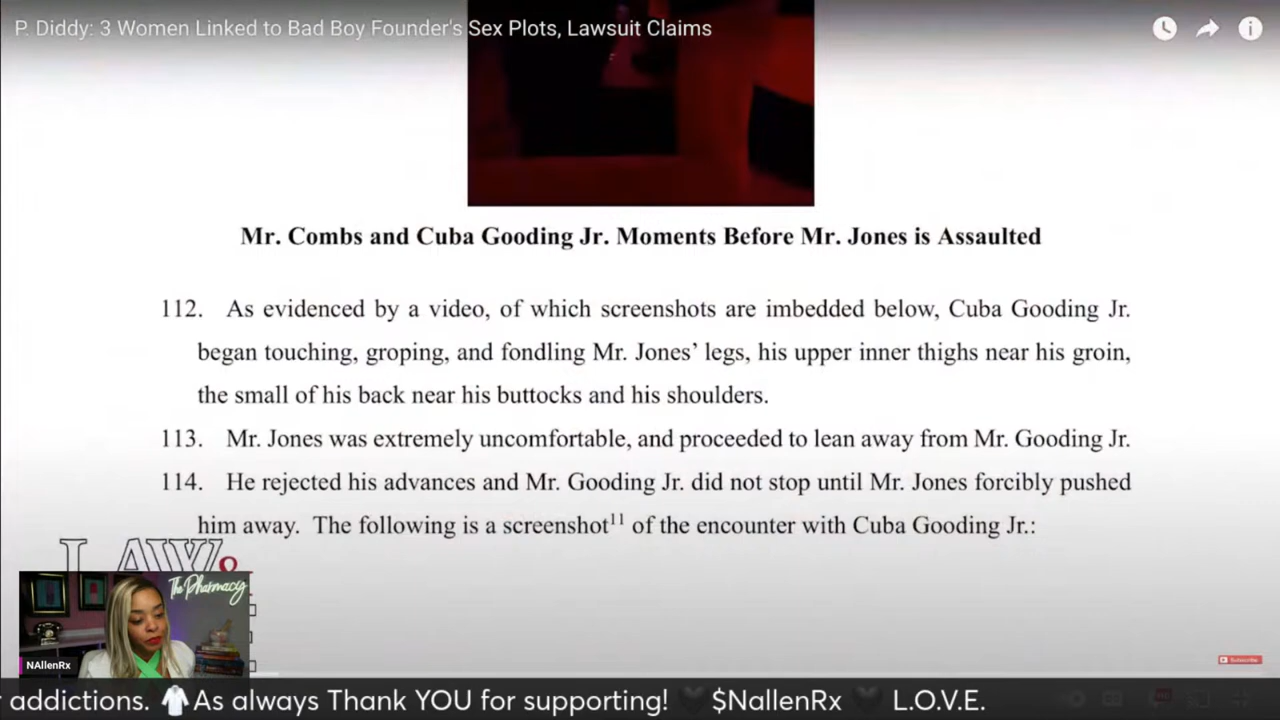 P. Diddy: 3 Women Linked to Bad Boy Founder's Sex Plots, Lawsuit Claims
Mr. Combs and Cuba Gooding Jr. Moments Before Mr. Jones is Assaulted
112. As evidenced by a video, of which screenshots are imbedded below, Cuba Gooding Jr.
began touching, groping, and fondling Mr. Jones’ legs, his upper inner thighs near his groin,
the small of his back near his buttocks and his shoulders.
113. Mr. Jones was extremely uncomfortable, and proceeded to lean away from Mr. Gooding Jr.
114. He rejected his advances and Mr. Gooding Jr. did not stop until Mr. Jones forcibly pushed
him away. The following is a screenshot11 of the encounter with Cuba Gooding Jr.:
LAW&
The Pharmacy
NAllenRx
Subscribe
addictions. As always Thank YOU for supporting! $NallenRx L.O.V.E.